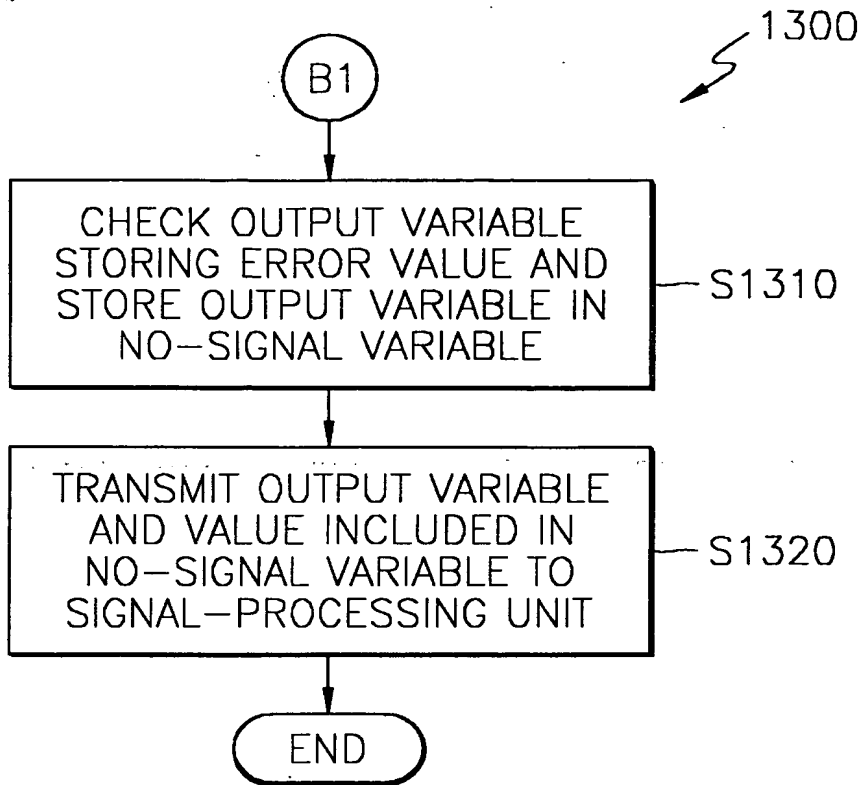 1300
B1
CHECK OUTPUT VARIABLE
STORING ERROR VALUE AND
STORE OUTPUT VARIABLE IN
NO-SIGNAL VARIABLE
S1310
TRANSMIT OUTPUT VARIABLE
AND VALUE INCLUDED IN
NO-SIGNAL VARIABLE TO
SIGNAL-PROCESSING UNIT
S1320
END